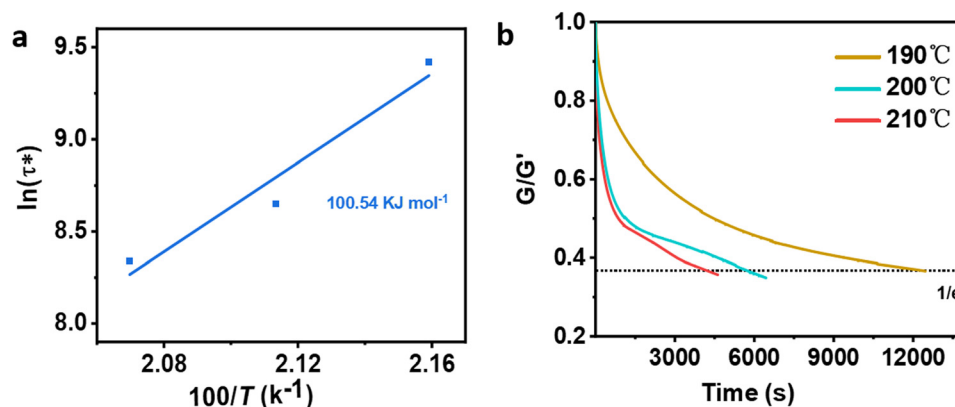 a
9.5
9.0
8.5
8.0
ln(τ*)
100.54 KJ mol⁻¹
2.08
2.12
2.16
100/T (k⁻¹)
b
1.0
0.8
0.6
0.4
0.2
G/G'
190℃
200℃
210℃
1/e
3000
6000
9000
12000
Time (s)